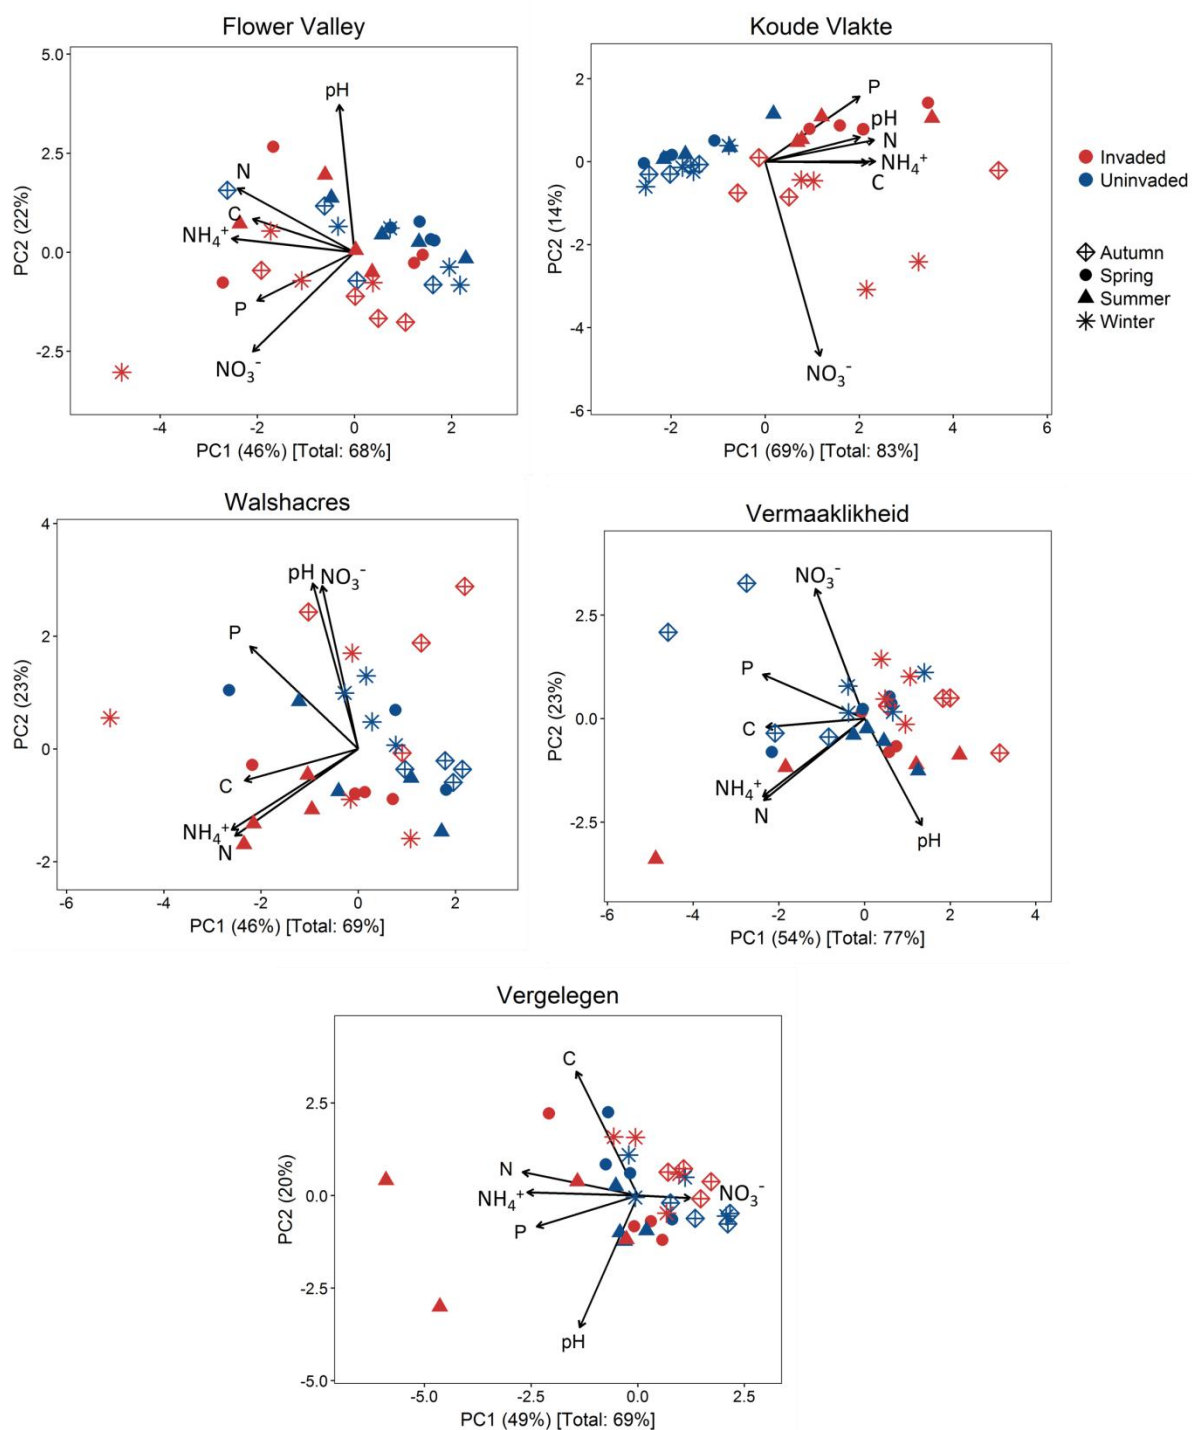 Flower Valley
5.0
2.5
0.0
-2.5
PC2 (22%)
pH
N
C
NH₄⁺
P
NO₃⁻
-4
-2
0
2
PC1 (46%) [Total: 68%]
Koude Vlakte
2
0
-2
-4
-6
PC2 (14%)
P
pH
N
NH₄⁺
C
NO₃⁻
-2
0
2
4
6
PC1 (69%) [Total: 83%]
Invaded
Uninvaded
Autumn
Spring
Summer
Winter
Walshacres
4
2
0
-2
PC2 (23%)
pH
NO₃⁻
P
C
NH₄⁺
N
-6
-4
-2
0
2
PC1 (46%) [Total: 69%]
Vermaaklikheid
2.5
0.0
-2.5
PC2 (23%)
NO₃⁻
P
C
NH₄⁺
N
pH
-6
-4
-2
0
2
4
PC1 (54%) [Total: 77%]
Vergelegen
2.5
0.0
-2.5
-5.0
PC2 (20%)
C
N
NH₄⁺
P
NO₃⁻
pH
-5.0
-2.5
0.0
2.5
PC1 (49%) [Total: 69%]